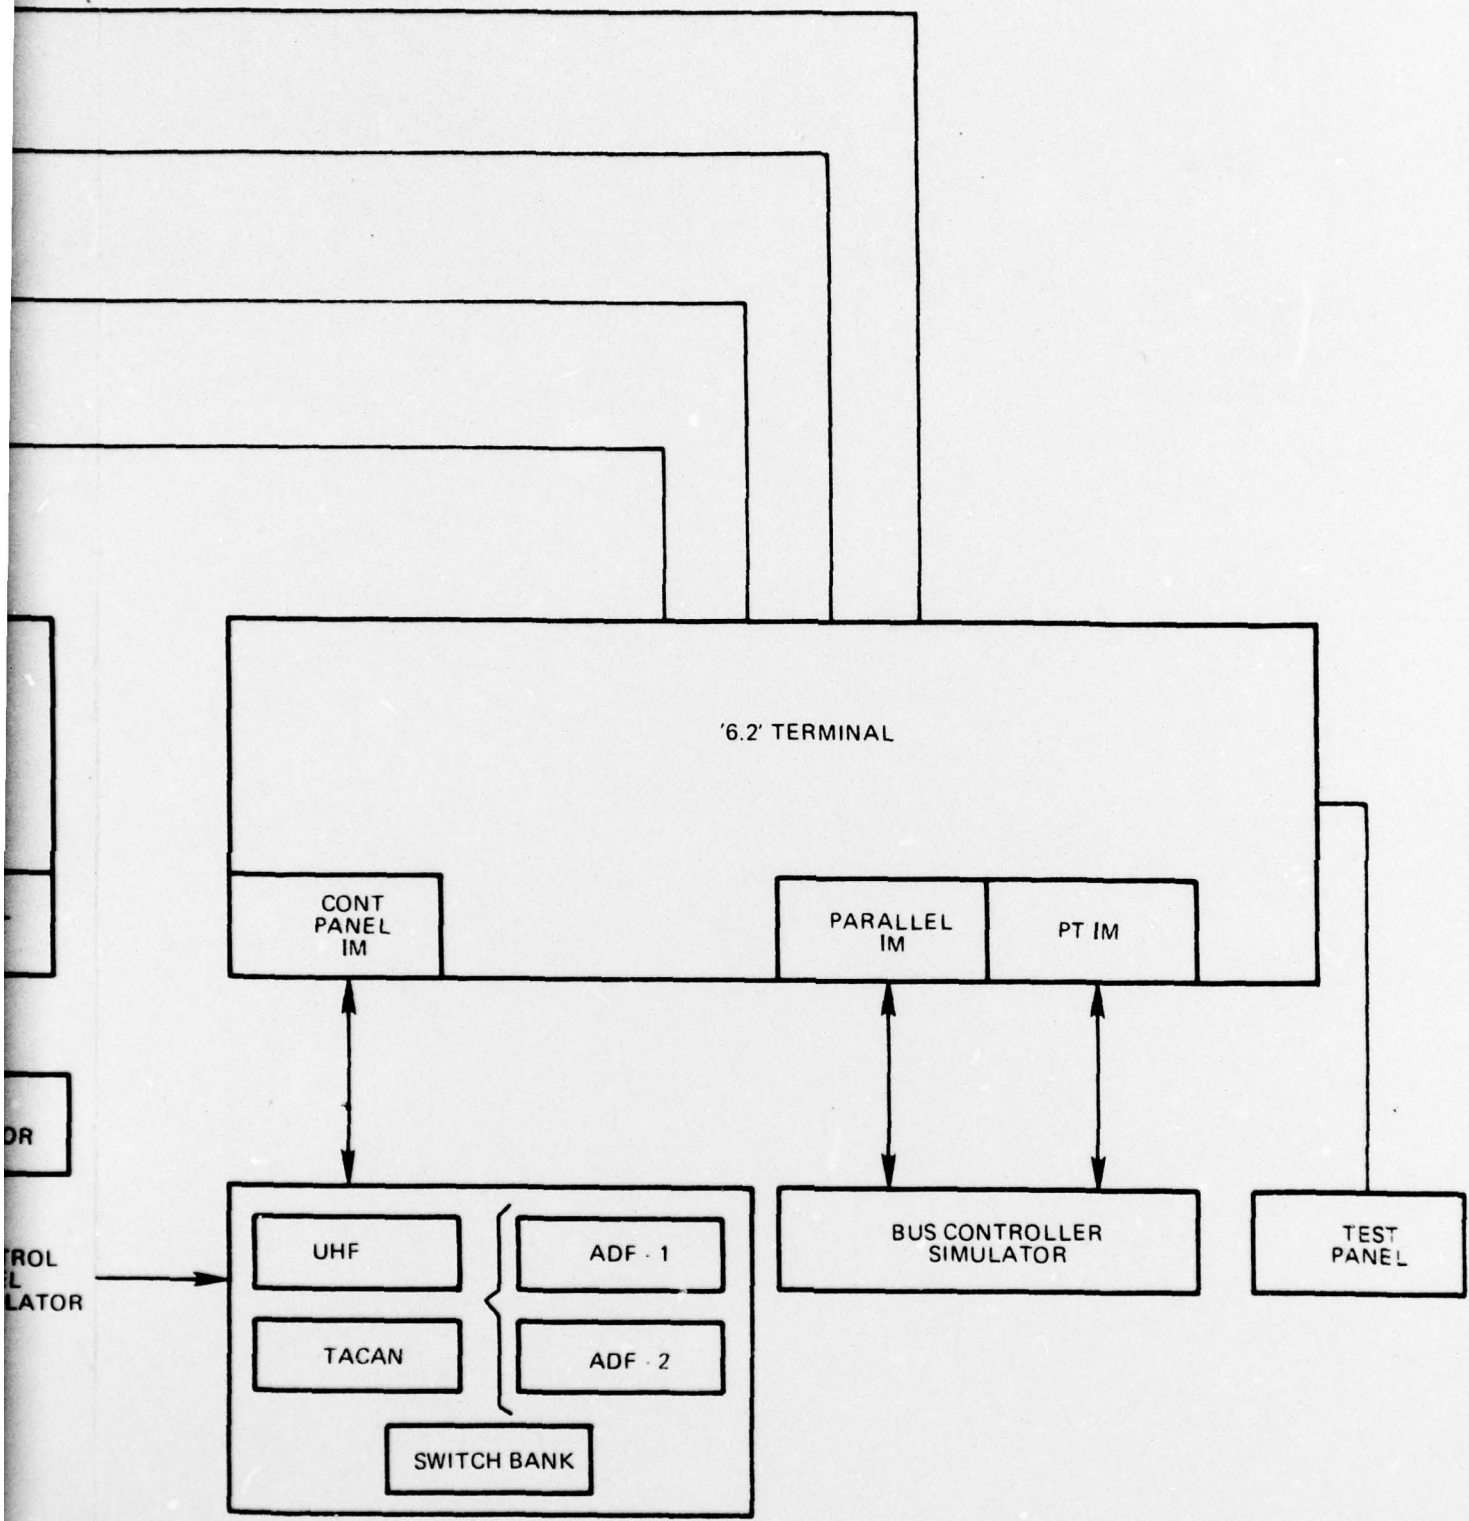 '6.2' TERMINAL
CONT
PANEL
IM
PARALLEL
IM
PT IM
UHF
ADF - 1
TACAN
ADF - 2
SWITCH BANK
BUS CONTROLLER
SIMULATOR
TEST
PANEL